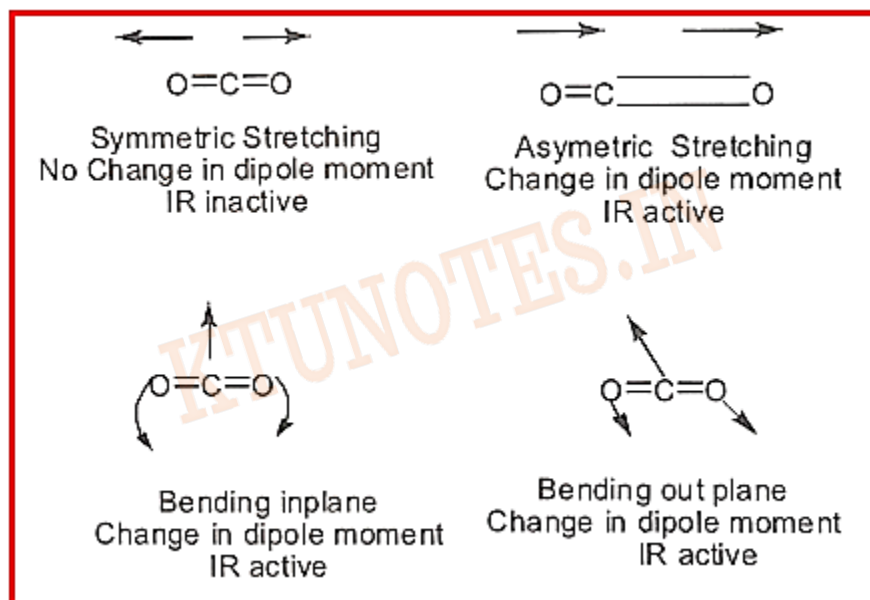 O=C=O
Symmetric Stretching
No Change in dipole moment
IR inactive
O=C=O
Asymetric Stretching
Change in dipole moment
IR active
O=C=O
Bending inplane
Change in dipole moment
IR active
O=C=O
Bending out plane
Change in dipole moment
IR active
KTUNOTES.IN